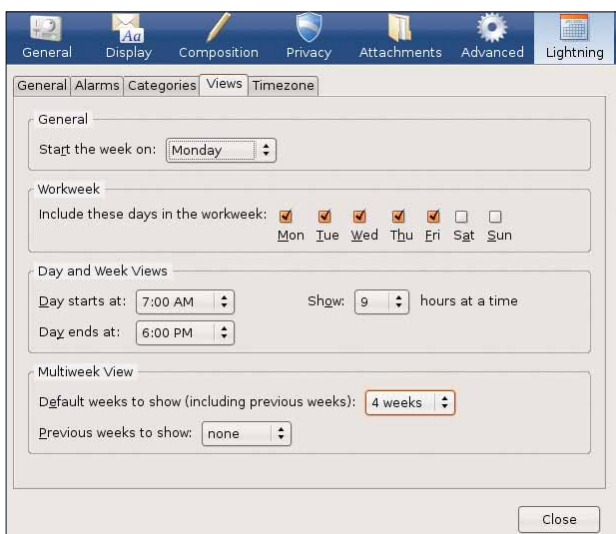 General Display Composition Privacy Attachments Advanced Lightning
General Alarms Categories Views Timezone
General
Start the week on: Monday
Workweek
Include these days in the workweek:
Mon Tue Wed Thu Fri Sat Sun
Day and Week Views
Day starts at: 7:00 AM Show: 9 hours at a time
Day ends at: 6:00 PM
Multiweek View
Default weeks to show (including previous weeks): 4 weeks
Previous weeks to show: none
Close